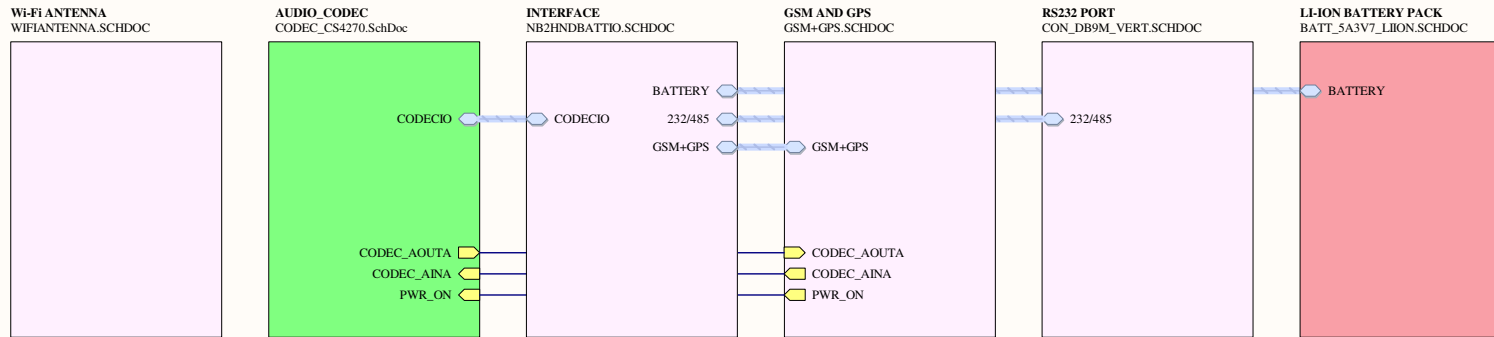 Wi-Fi ANTENNA
WIFIANTENNA.SCHDOC
AUDIO_CODEC
CODEC_CS4270.SchDoc
CODECIO
CODEC_AOUTA
CODEC_AINA
PWR_ON
INTERFACE
NB2HNDBATTIO.SCHDOC
BATTERY
CODECIO
232/485
GSM+GPS
GSM AND GPS
GSM+GPS.SCHDOC
GSM+GPS
CODEC_AOUTA
CODEC_AINA
PWR_ON
RS232 PORT
CON_DB9M_VERT.SCHDOC
232/485
LI-ION BATTERY PACK
BATT_5A3V7_LIION.SCHDOC
BATTERY